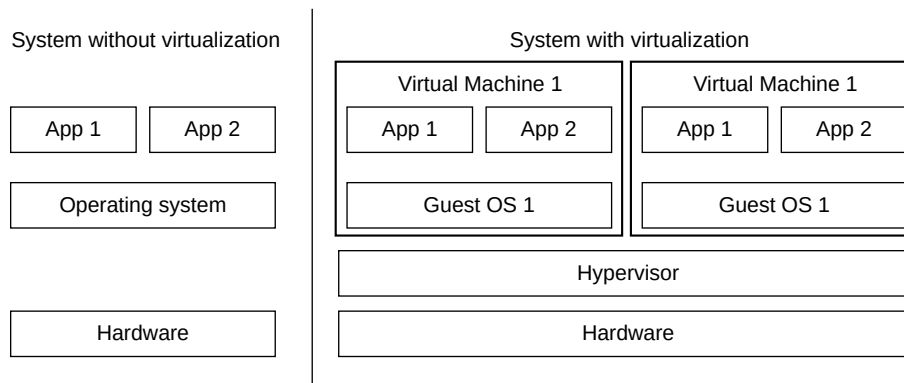 System without virtualization
App 1
App 2
Operating system
Hardware
System with virtualization
Virtual Machine 1
App 1
App 2
Guest OS 1
Virtual Machine 1
App 1
App 2
Guest OS 1
Hypervisor
Hardware